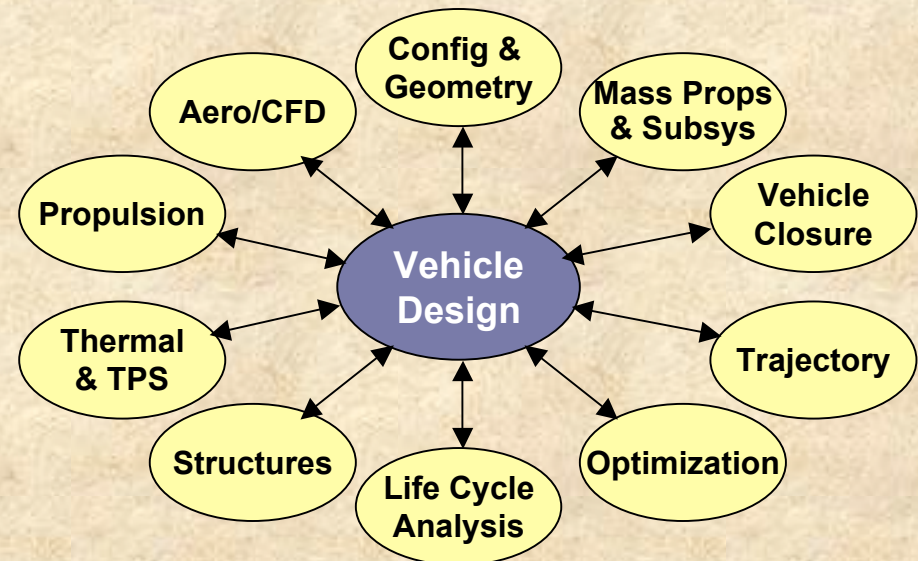 Config &
Geometry
Aero/CFD
Mass Props
& Subsys
Propulsion
Vehicle
Closure
Vehicle
Design
Thermal
& TPS
Trajectory
Structures
Optimization
Life Cycle
Analysis